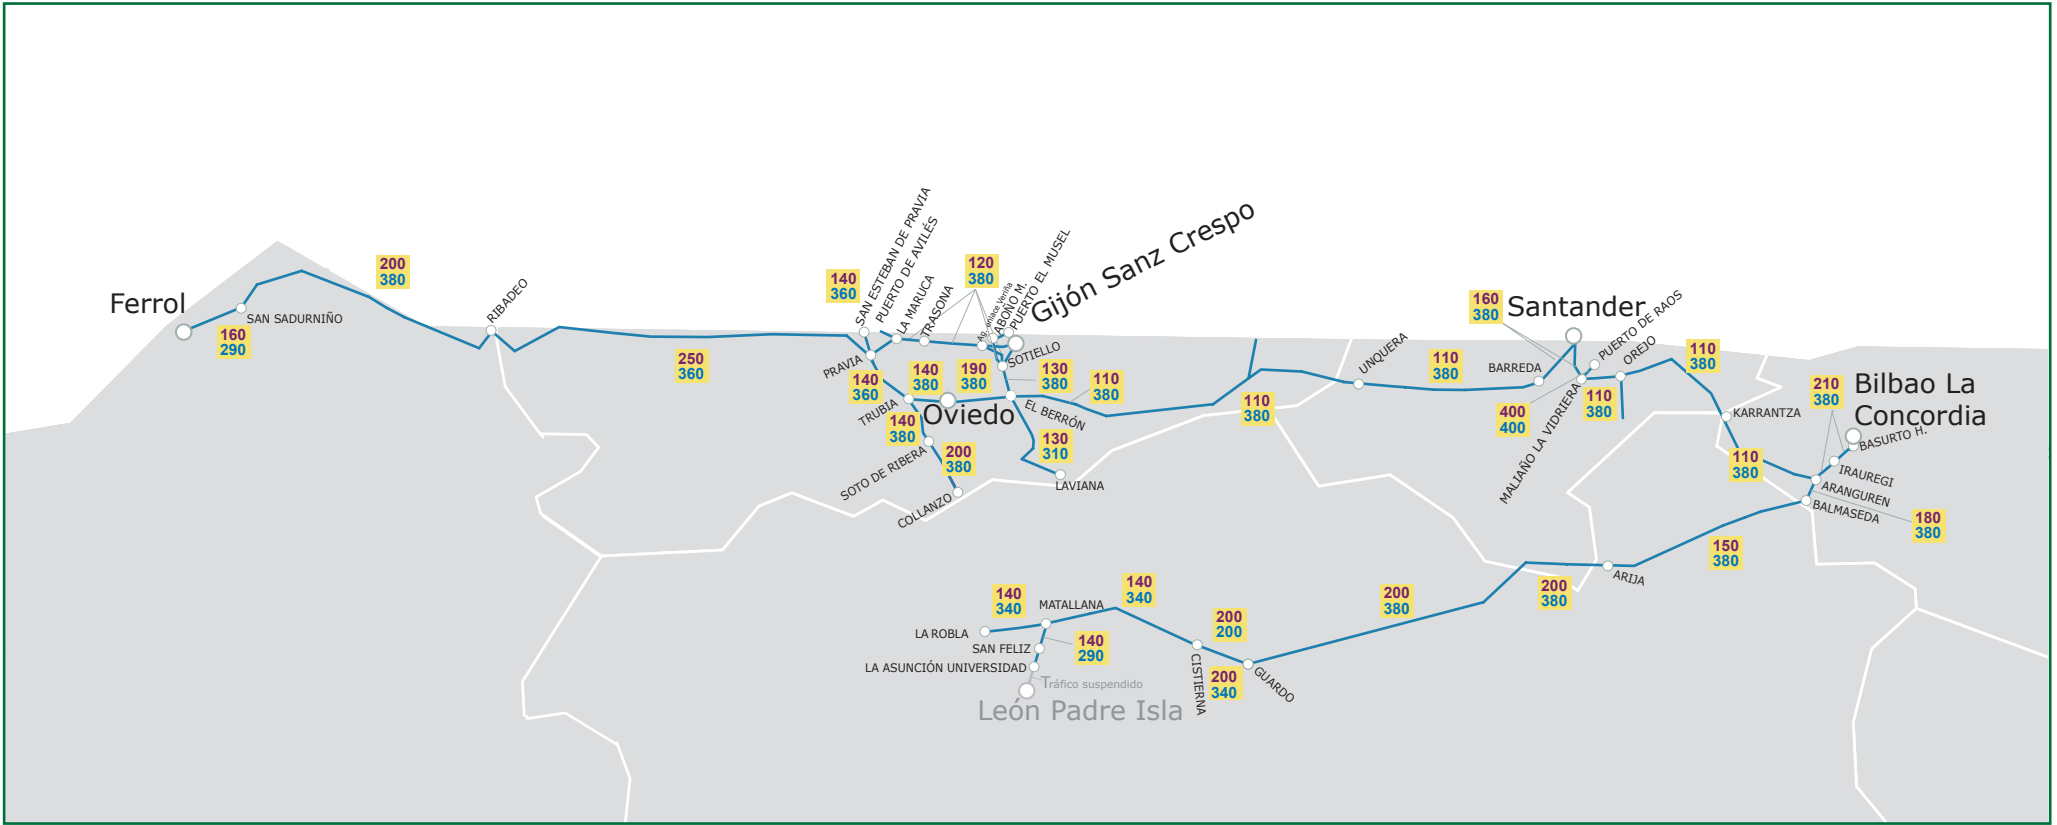 Ferrol
SAN SADURNIÑO
160
290
200
380
RIBADEO
250
360
140
360
SAN ESTEBAN DE PRAVIA
PUERTO DE AVILÉS
LA MARUCA
TRASONA
120
380
Ag. enlace Veriña
ABOÑO M.
PUERTO EL MUSEL
Gijón Sanz Crespo
SOTIELLO
PRAVIA
140
360
TRUBIA
140
380
Oviedo
190
380
130
380
110
380
EL BERRÓN
140
380
SOTO DE RIBERA
200
380
COLLANZO
130
310
LAVIANA
110
380
UNQUERA
110
380
BARREDA
160
380
Santander
PUERTO DE RAOS
OREJO
400
400
MALIAÑO LA VIDRIERA
110
380
110
380
KARRANTZA
110
380
210
380
Bilbao La
Concordia
BASURTO H.
IRAUREGI
ARANGUREN
BALMASEDA
180
380
150
380
ARIJA
200
380
200
380
GUARDO
200
340
200
200
CISTIERNA
140
340
MATALLANA
140
340
LA ROBLA
SAN FELIZ
140
290
LA ASUNCIÓN UNIVERSIDAD
Tráfico suspendido
León Padre Isla